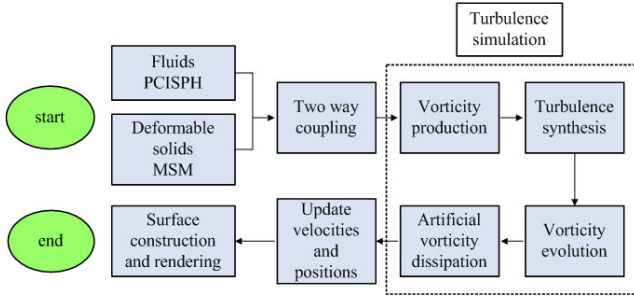 Turbulence
simulation
start
Fluids
PCISPH
Deformable
solids
MSM
Two way
coupling
Vorticity
production
Turbulence
synthesis
Vorticity
evolution
Artificial
vorticity
dissipation
Update
velocities
and
positions
Surface
construction
and rendering
end